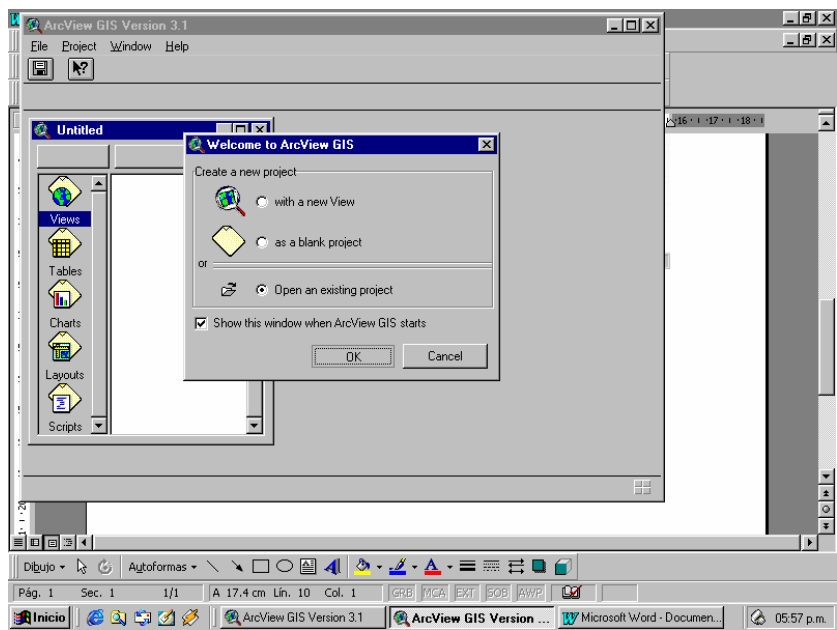 ArcView GIS Version 3.1
File Project Window Help
·16· ı ·17· ı ·18· ı
Untitled
Welcome to ArcView GIS
Create a new project
with a new View
as a blank project
or
Open an existing project
Show this window when ArcView GIS starts
OK Cancel
Views
Tables
Charts
Layouts
Scripts
Dibujo Autoformas
Pág. 1 Sec. 1 1/1 A 17.4 cm Lín. 10 Col. 1 GRB MCA EXT SOB AWP
Inicio ArcView GIS Version 3.1 ArcView GIS Version ... Microsoft Word - Documen... 05:57 p.m.